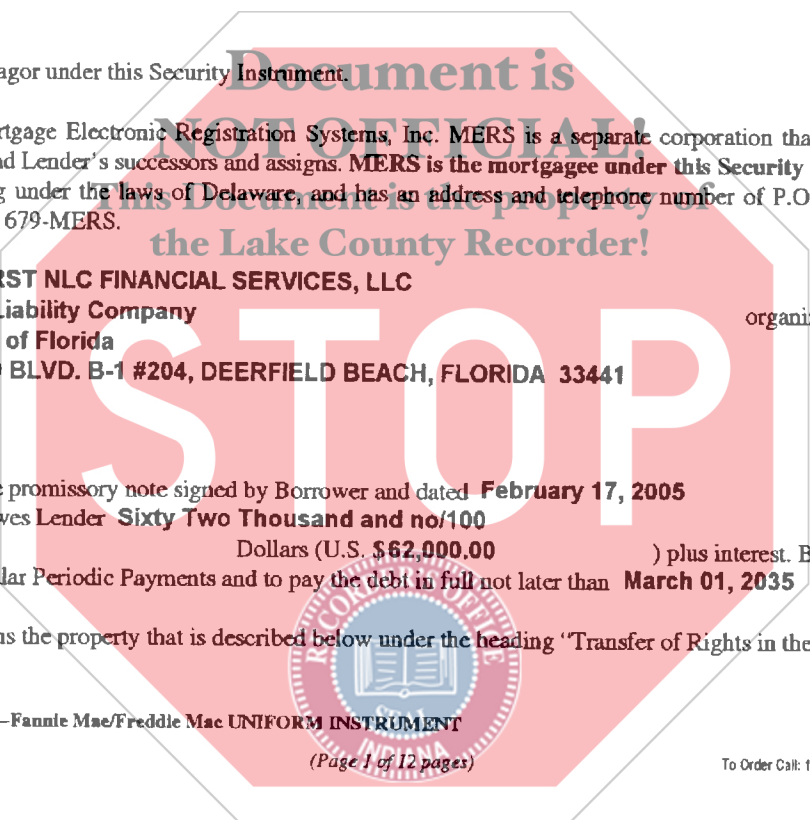 Document is
agor under this Security Instrument.
NOT OFFICIAL!
rtgage Electronic Registration Systems, Inc. MERS is a separate corporation tha
nd Lender's successors and assigns. MERS is the mortgagee under this Security
g under the laws of Delaware, and has an address and telephone number of P.O
This Document is the property of
679-MERS.
the Lake County Recorder!
RST NLC FINANCIAL SERVICES, LLC
Liability Company
organiz
of Florida
BLVD. B-1 #204, DEERFIELD BEACH, FLORIDA 33441
STOP
e promissory note signed by Borrower and dated February 17, 2005
ves Lender Sixty Two Thousand and no/100
Dollars (U.S. $62,000.00 ) plus interest. B
lar Periodic Payments and to pay the debt in full not later than March 01, 2035
ns the property that is described below under the heading "Transfer of Rights in the
RECORDER'S OFFICE
SEAL
INDIANA
–Fannie Mae/Freddie Mac UNIFORM INSTRUMENT
(Page 1 of 12 pages)
To Order Call: 1